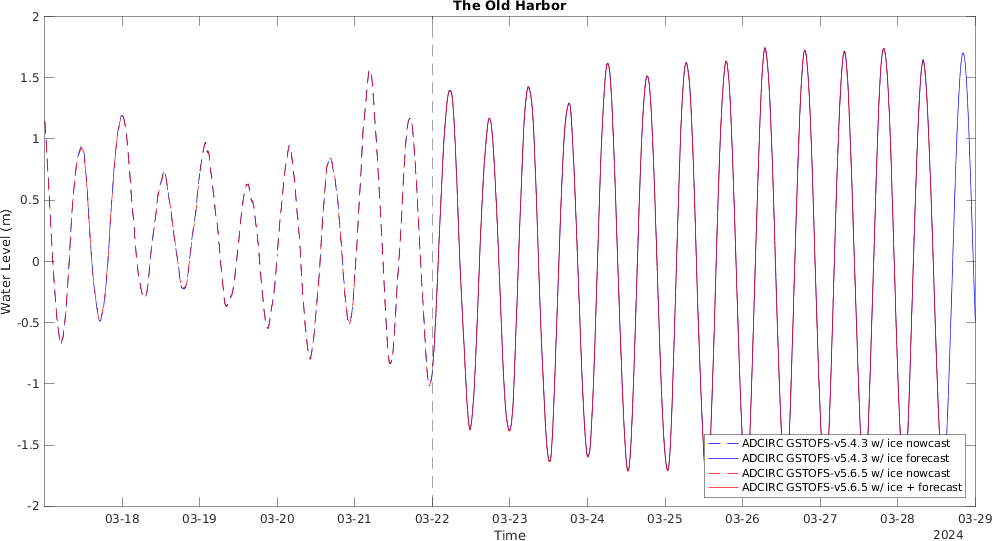 The Old Harbor
2
1.5
1
0.5
0
-0.5
-1
-1.5
-2
Water Level (m)
ADCIRC GSTOFS-v5.4.3 w/ ice nowcast
ADCIRC GSTOFS-v5.4.3 w/ ice forecast
ADCIRC GSTOFS-v5.6.5 w/ ice nowcast
ADCIRC GSTOFS-v5.6.5 w/ ice + forecast
03-18 03-19 03-20 03-21 03-22 03-23 03-24 03-25 03-26 03-27 03-28 03-29
Time
2024